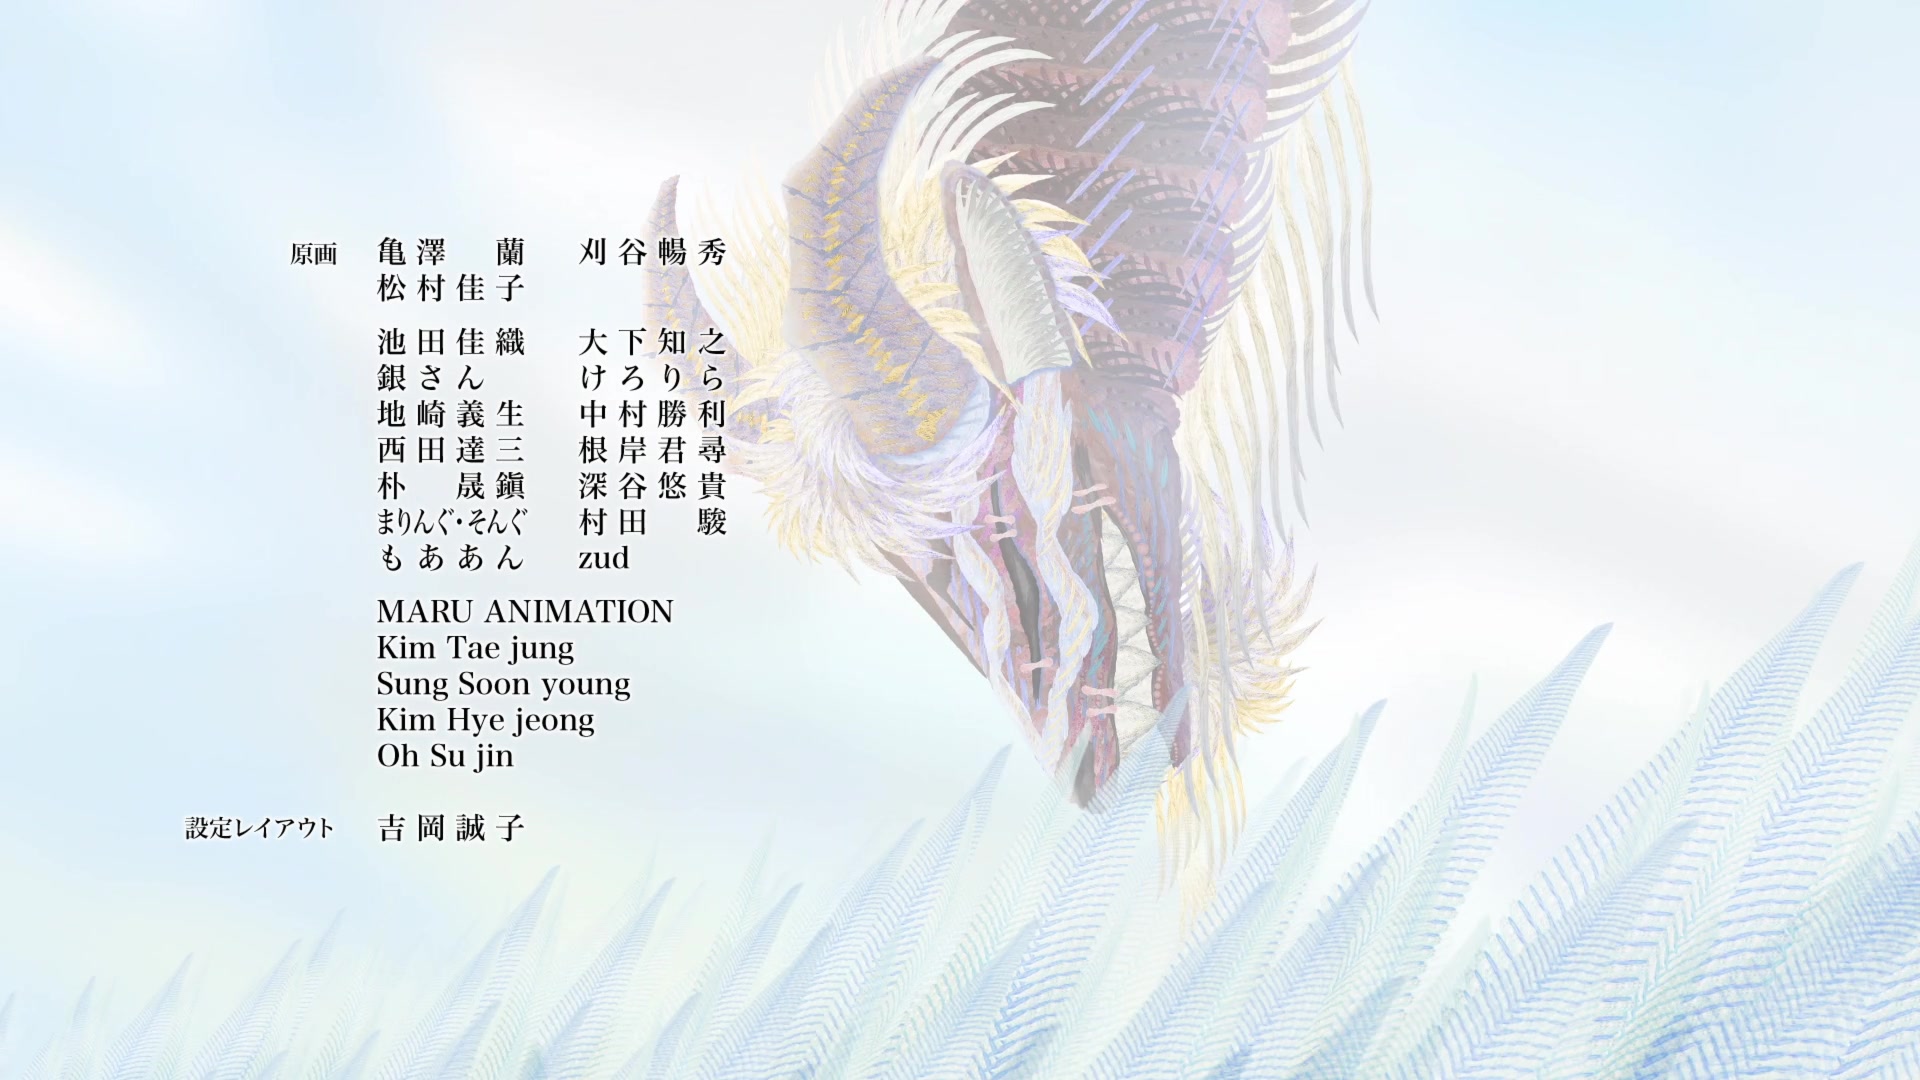 原画 亀澤 蘭 刈谷暢秀
松村佳子
池田佳織 大下知之
銀さん けろりら
地崎義生 中村勝利
西田達三 根岸君尋
朴 晟鎭 深谷悠貴
まりんぐ・そんぐ 村田 駿
もああん zud
MARU ANIMATION
Kim Tae jung
Sung Soon young
Kim Hye jeong
Oh Su jin
設定レイアウト 吉岡誠子